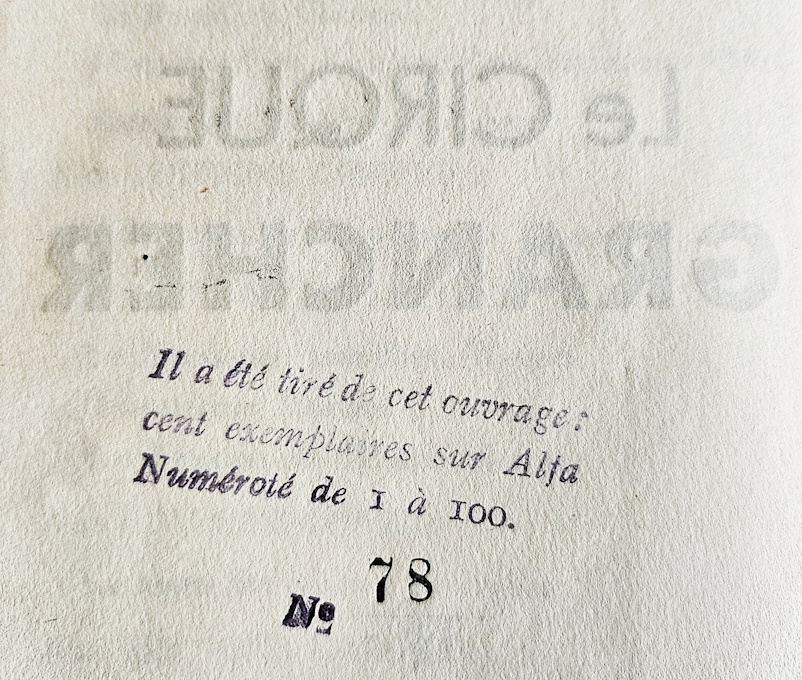 Le CIRQUE
GRANCHER
Il a été tiré de cet ouvrage :
cent exemplaires sur Alfa
Numéroté de 1 à 100.
Nº 78